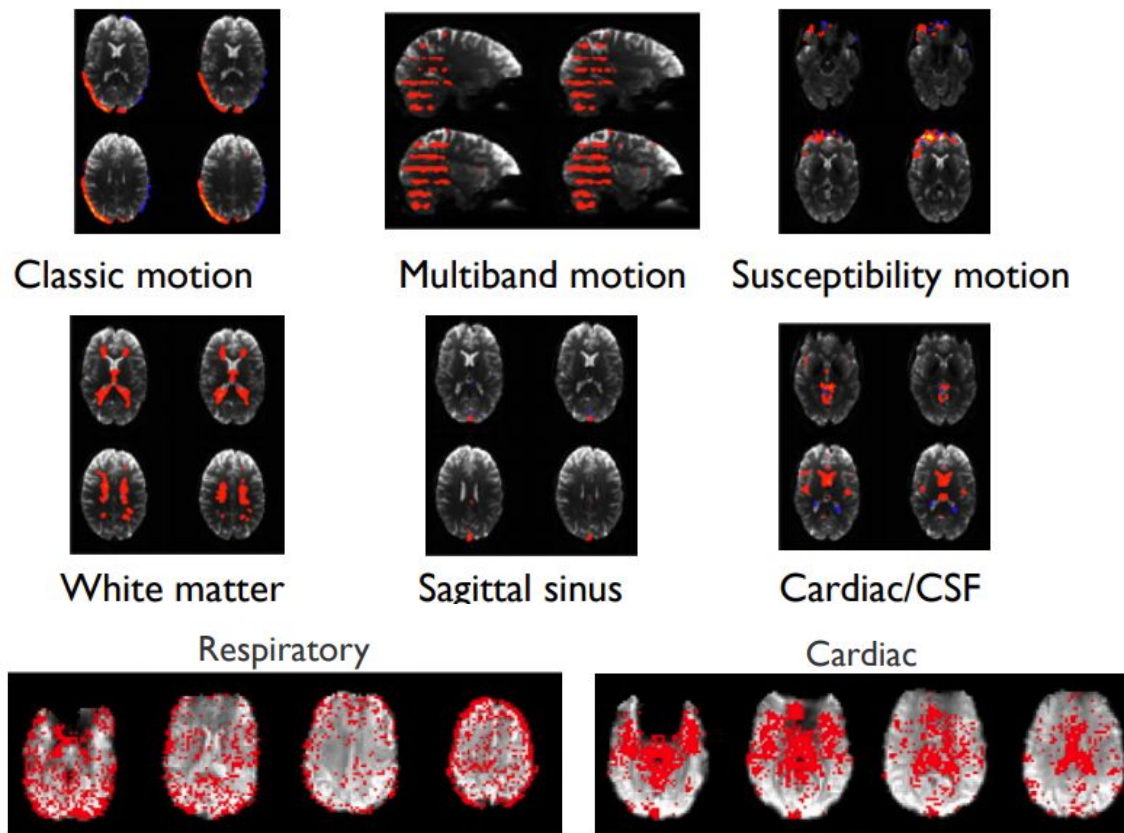 Classic motion
Multiband motion
Susceptibility motion
White matter
Sagittal sinus
Cardiac/CSF
Respiratory
Cardiac